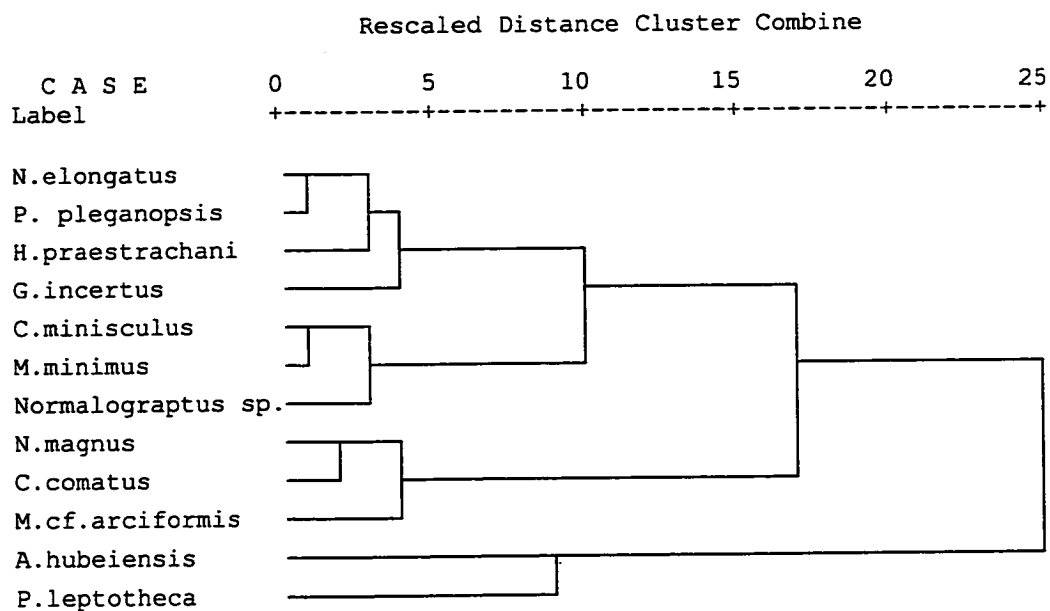 Rescaled Distance Cluster Combine
C A S E 0 5 10 15 20 25
Label +---------+---------+---------+---------+---------+
N.elongatus
P. pleganopsis
H.praestrachani
G.incertus
C.minisculus
M.minimus
Normalograptus sp.
N.magnus
C.comatus
M.cf.arciformis
A.hubeiensis
P.leptotheca